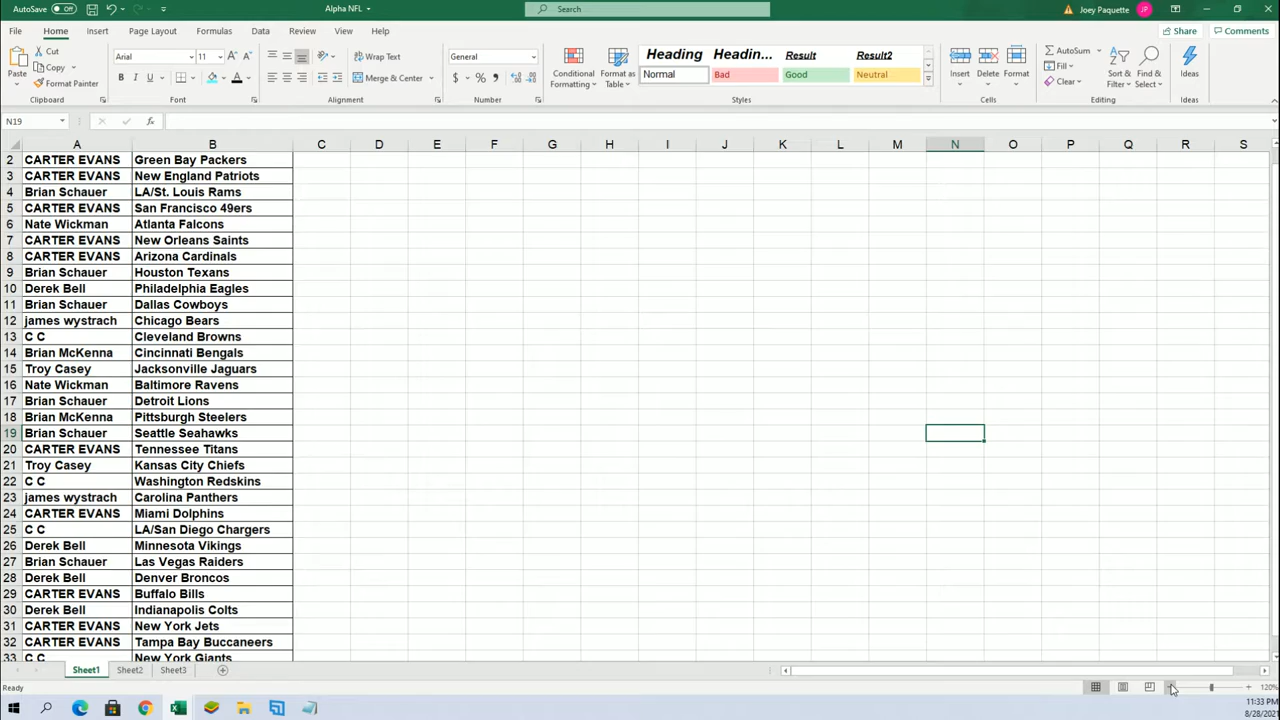 AutoSave Off Alpha NFL Search Joey Paquette JP
File Home Insert Page Layout Formulas Data Review View Help Share Comments
Paste Cut Copy Format Painter Clipboard
Arial 11 A A B I U A Font
Wrap Text Merge & Center Alignment
General $ % Number
Conditional Formatting Format as Table
Heading Headin... Result Result2
Normal Bad Good Neutral
Styles
Insert Delete Format Cells
AutoSum Fill Clear Sort & Filter Find & Select Editing
Ideas Ideas
N19 fx
A B C D E F G H I J K L M N O P Q R S
2 CARTER EVANS Green Bay Packers
3 CARTER EVANS New England Patriots
4 Brian Schauer LA/St. Louis Rams
5 CARTER EVANS San Francisco 49ers
6 Nate Wickman Atlanta Falcons
7 CARTER EVANS New Orleans Saints
8 CARTER EVANS Arizona Cardinals
9 Brian Schauer Houston Texans
10 Derek Bell Philadelphia Eagles
11 Brian Schauer Dallas Cowboys
12 james wystrach Chicago Bears
13 C C Cleveland Browns
14 Brian McKenna Cincinnati Bengals
15 Troy Casey Jacksonville Jaguars
16 Nate Wickman Baltimore Ravens
17 Brian Schauer Detroit Lions
18 Brian McKenna Pittsburgh Steelers
19 Brian Schauer Seattle Seahawks
20 CARTER EVANS Tennessee Titans
21 Troy Casey Kansas City Chiefs
22 C C Washington Redskins
23 james wystrach Carolina Panthers
24 CARTER EVANS Miami Dolphins
25 C C LA/San Diego Chargers
26 Derek Bell Minnesota Vikings
27 Brian Schauer Las Vegas Raiders
28 Derek Bell Denver Broncos
29 CARTER EVANS Buffalo Bills
30 Derek Bell Indianapolis Colts
31 CARTER EVANS New York Jets
32 CARTER EVANS Tampa Bay Buccaneers
33 C C New York Giants
Sheet1 Sheet2 Sheet3
Ready 120%
11:33 PM